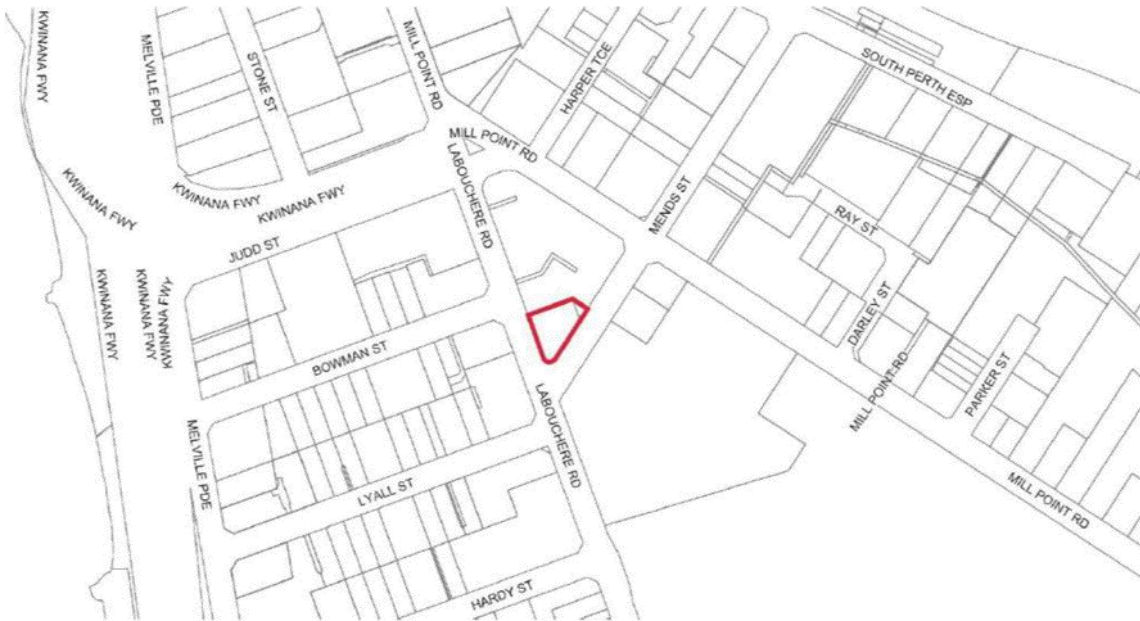 KWINANA FWY
MELVILLE PDE
STONE ST
MILL POINT RD
HARPER TCE
SOUTH PERTH ESP
MILL POINT RD
LABOUCHERE RD
KWINANA FWY
KWINANA FWY
KWINANA FWY
MENDS ST
RAY ST
JUDD ST
KWINANA FWY
KWINANA FWY
KWINANA FWY
DARLEY ST
BOWMAN ST
MILL POINT RD
PARKER ST
LABOUCHERE RD
MELVILLE PDE
LYALL ST
MILL POINT RD
HARDY ST